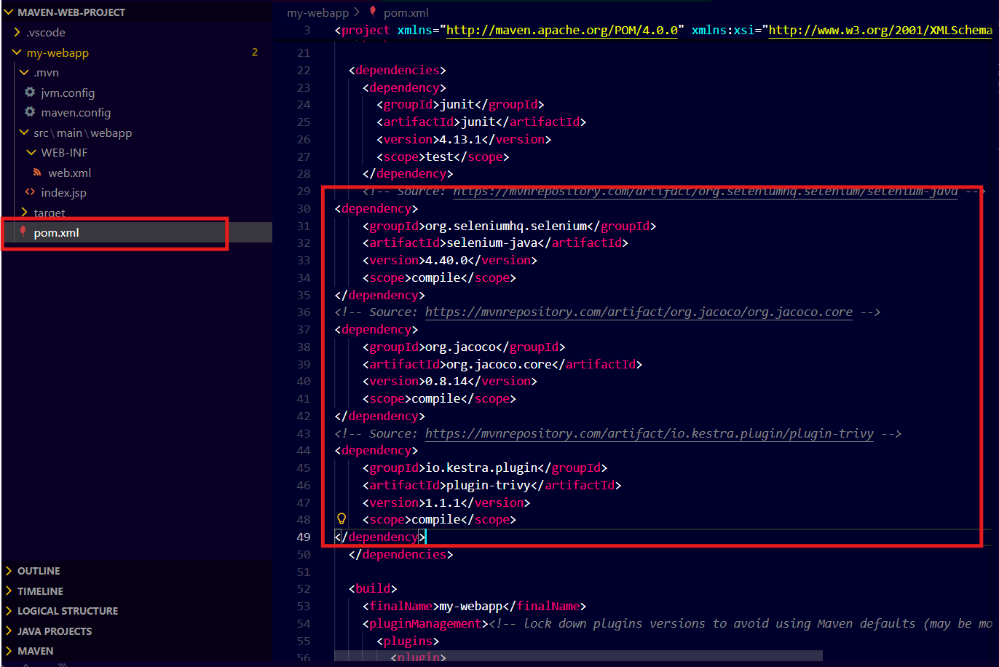 MAVEN-WEB-PROJECT
.vscode
my-webapp 2
.mvn
jvm.config
maven.config
src\main\webapp
WEB-INF
web.xml
index.jsp
target
pom.xml
OUTLINE
TIMELINE
LOGICAL STRUCTURE
JAVA PROJECTS
MAVEN
my-webapp > pom.xml
3 <project xmlns="http://maven.apache.org/POM/4.0.0" xmlns:xsi="http://www.w3.org/2001/XMLSchema
21
22 <dependencies>
23 <dependency>
24 <groupId>junit</groupId>
25 <artifactId>junit</artifactId>
26 <version>4.13.1</version>
27 <scope>test</scope>
28 </dependency>
29 <!-- Source: https://mvnrepository.com/artifact/org.seleniumhq.selenium/selenium-java -->
30 <dependency>
31 <groupId>org.seleniumhq.selenium</groupId>
32 <artifactId>selenium-java</artifactId>
33 <version>4.40.0</version>
34 <scope>compile</scope>
35 </dependency>
36 <!-- Source: https://mvnrepository.com/artifact/org.jacoco/org.jacoco.core -->
37 <dependency>
38 <groupId>org.jacoco</groupId>
39 <artifactId>org.jacoco.core</artifactId>
40 <version>0.8.14</version>
41 <scope>compile</scope>
42 </dependency>
43 <!-- Source: https://mvnrepository.com/artifact/io.kestra.plugin/plugin-trivy -->
44 <dependency>
45 <groupId>io.kestra.plugin</groupId>
46 <artifactId>plugin-trivy</artifactId>
47 <version>1.1.1</version>
48 <scope>compile</scope>
49 </dependency>
50 </dependencies>
51
52 <build>
53 <finalName>my-webapp</finalName>
54 <pluginManagement><!-- lock down plugins versions to avoid using Maven defaults (may be mo
55 <plugins>
56 <plugin>